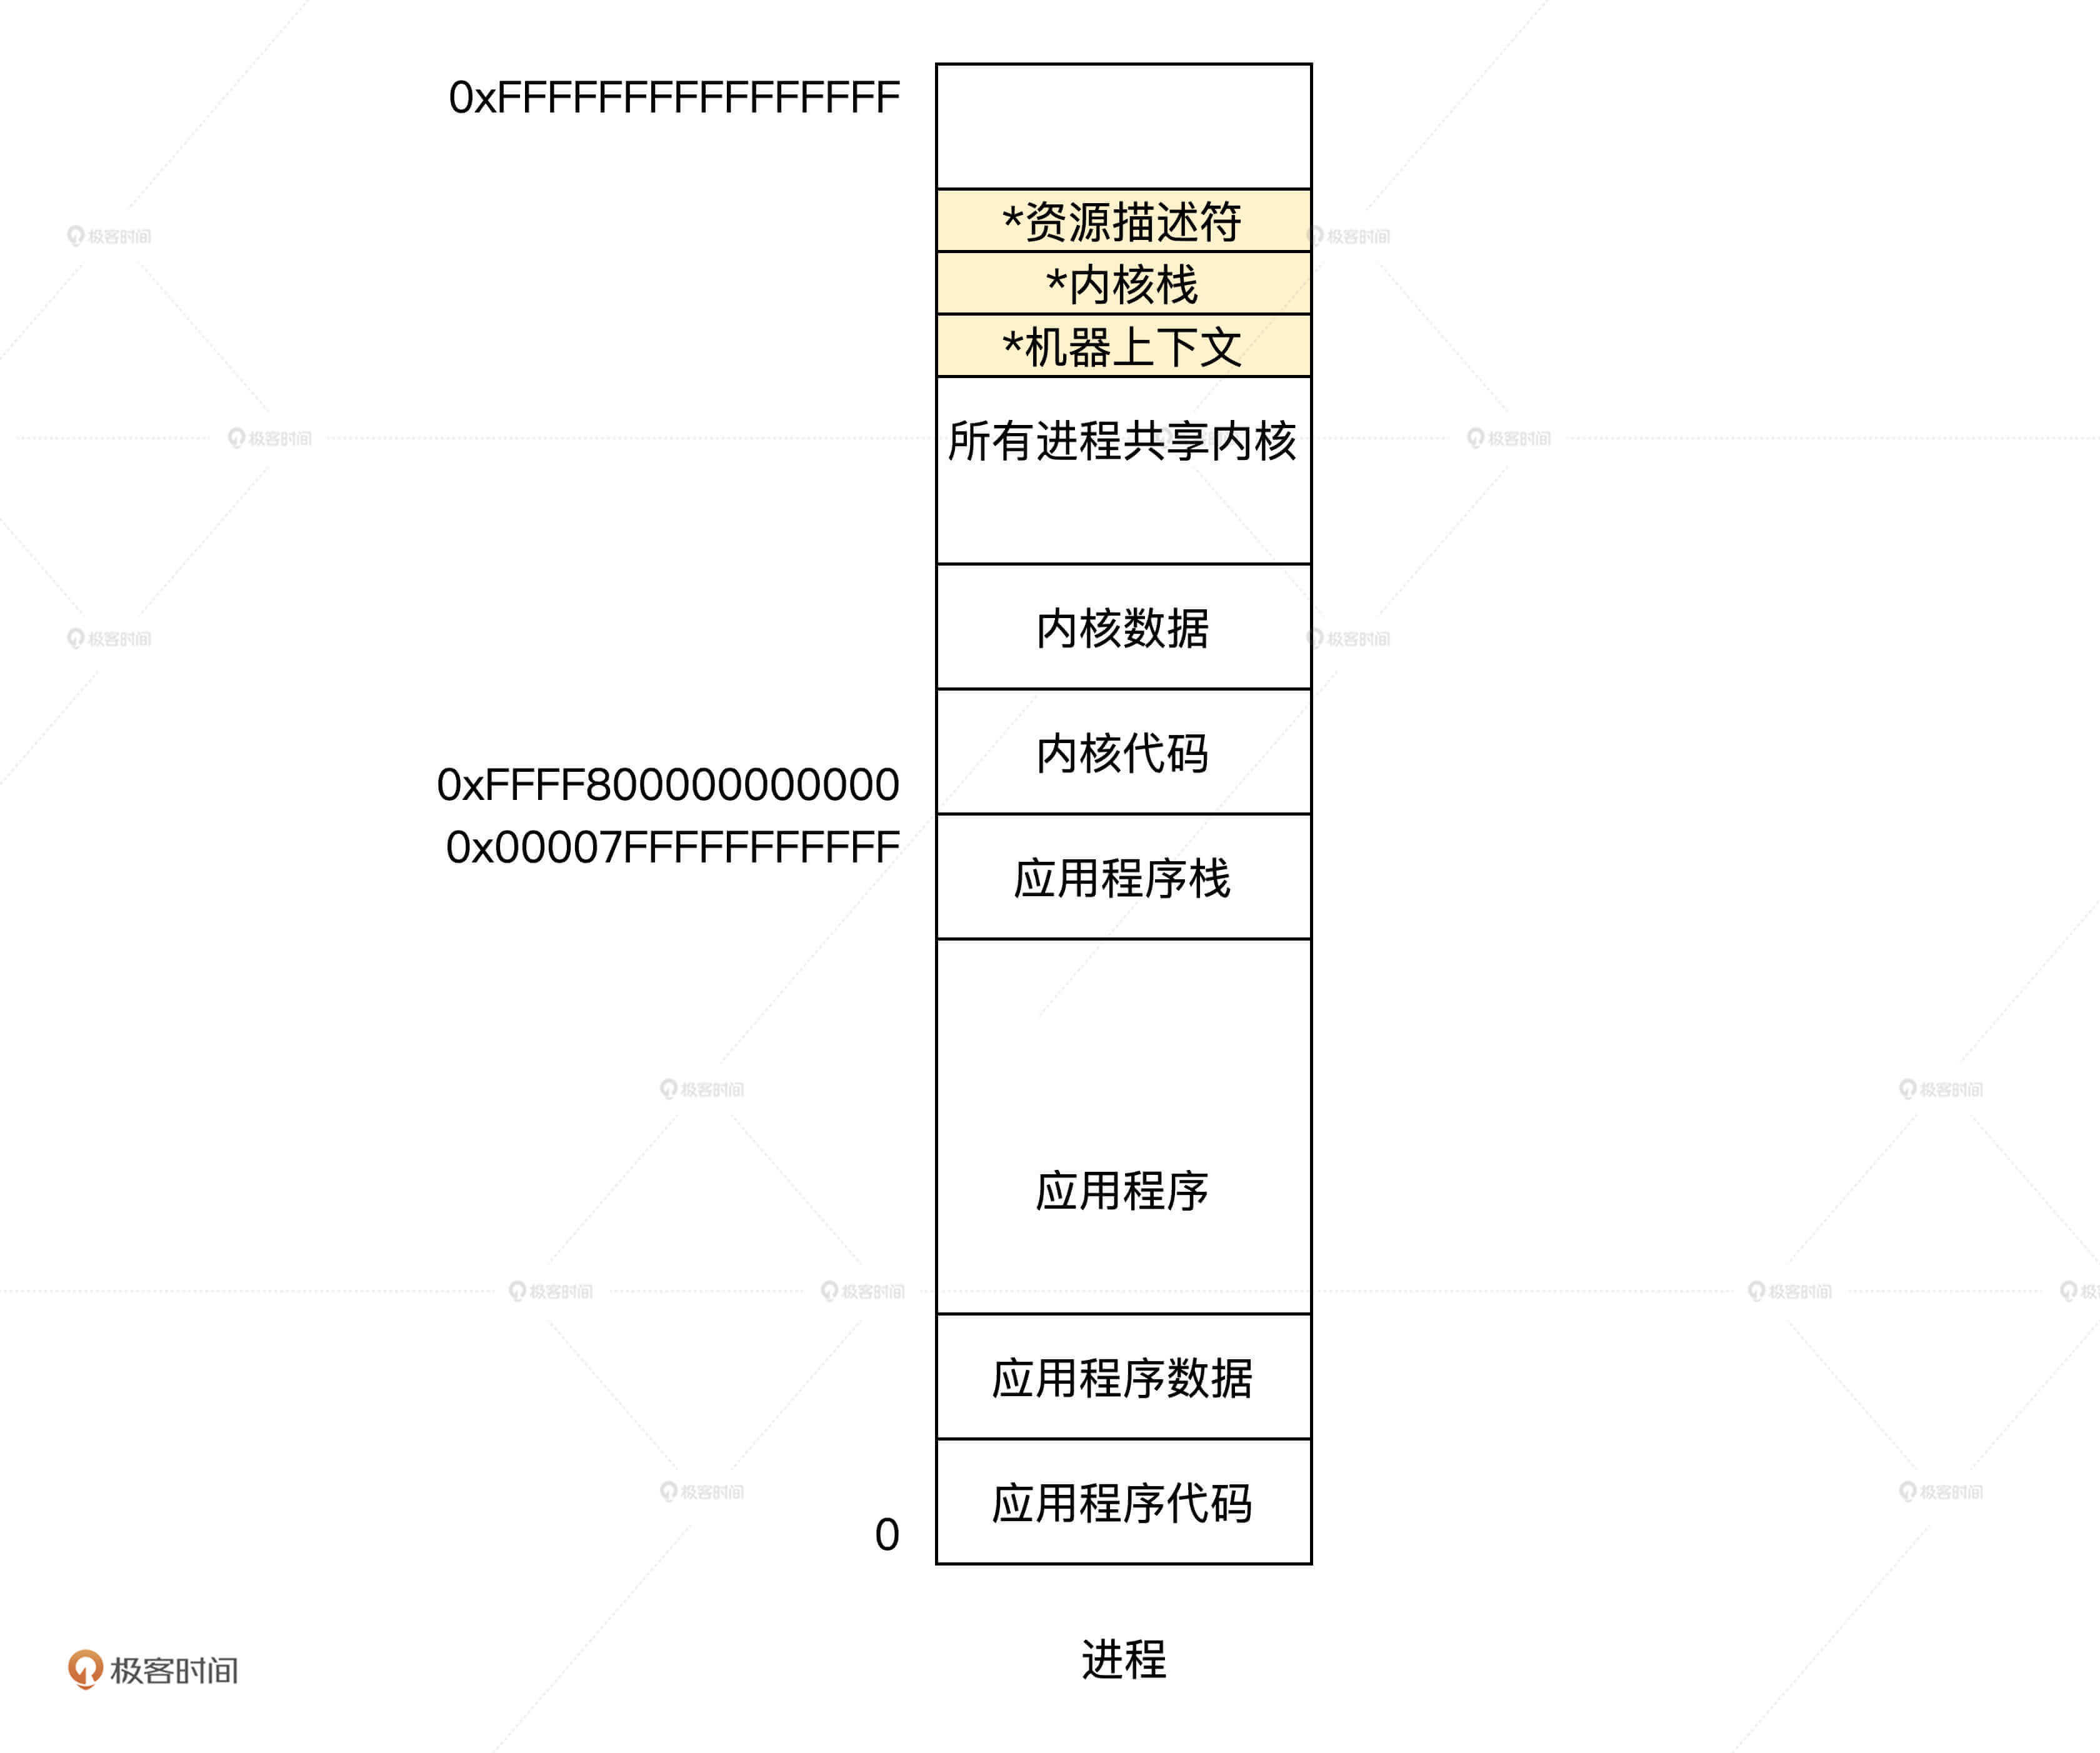 0xFFFFFFFFFFFFFFFF
*资源描述符
*内核栈
*机器上下文
所有进程共享内核
内核数据
内核代码
0xFFFF800000000000
0x00007FFFFFFFFFFF
应用程序栈
应用程序
应用程序数据
应用程序代码
0
进程
极客时间